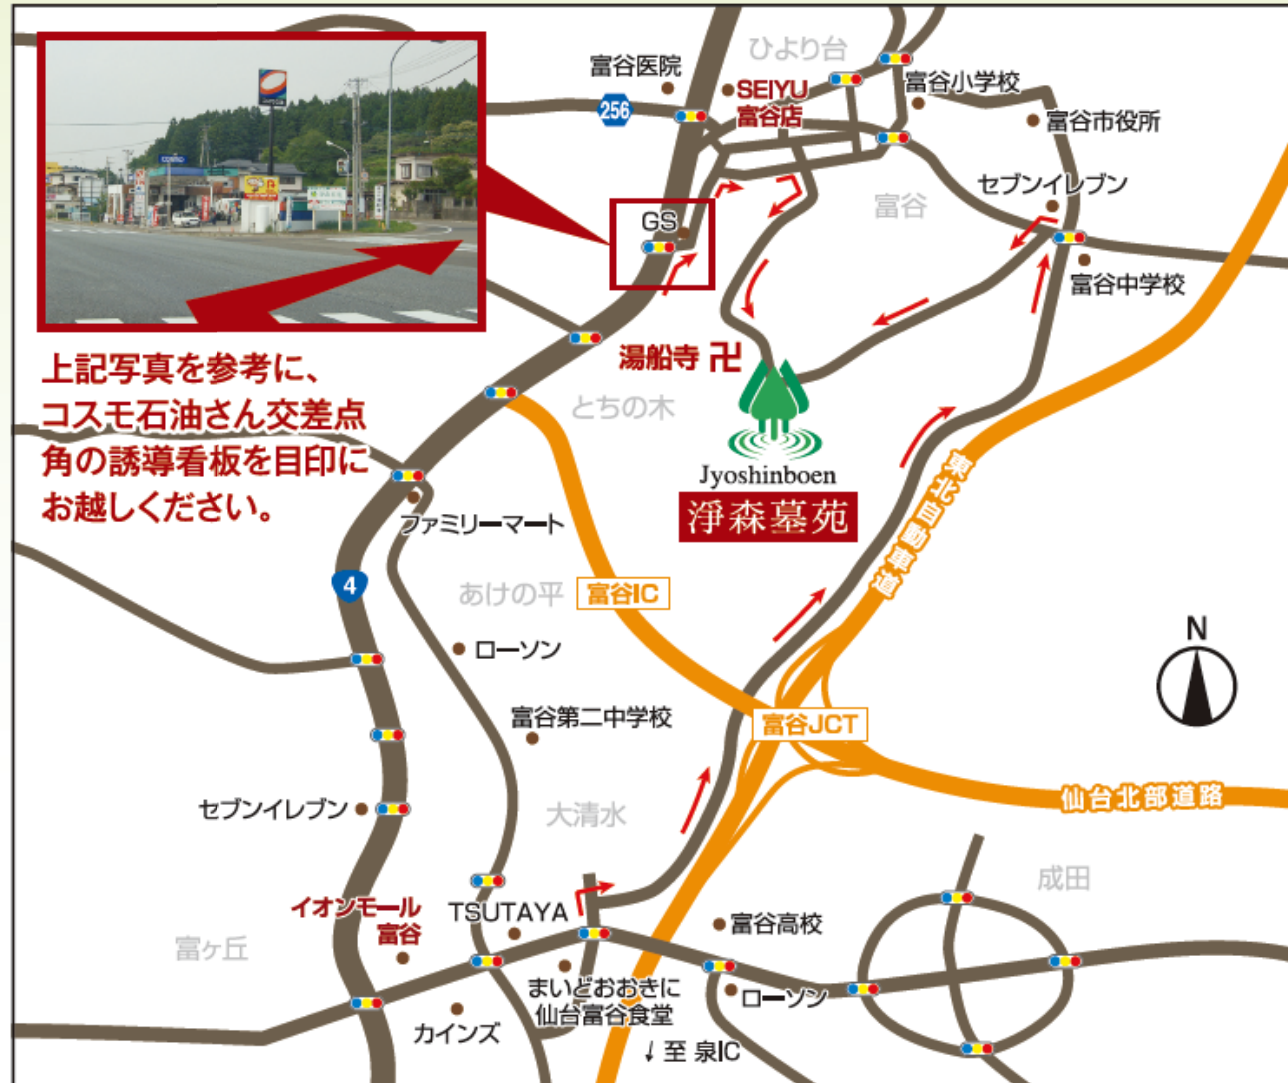 ひより台
富谷医院
SEIYU
富谷店
富谷小学校
256
富谷市役所
セブンイレブン
富谷
GS
富谷中学校
上記写真を参考に、
コスモ石油さん交差点
角の誘導看板を目印に
お越しください。
湯船寺 卍
とちの木
Jyoshinboen
淨森墓苑
東北自動車道
ファミリーマート
4
あけの平
富谷IC
ローソン
N
富谷第二中学校
富谷JCT
仙台北部道路
セブンイレブン
大清水
成田
イオンモール
富谷
TSUTAYA
富谷高校
富ヶ丘
まいどおおきに
仙台富谷食堂
ローソン
カインズ
↓至 泉IC